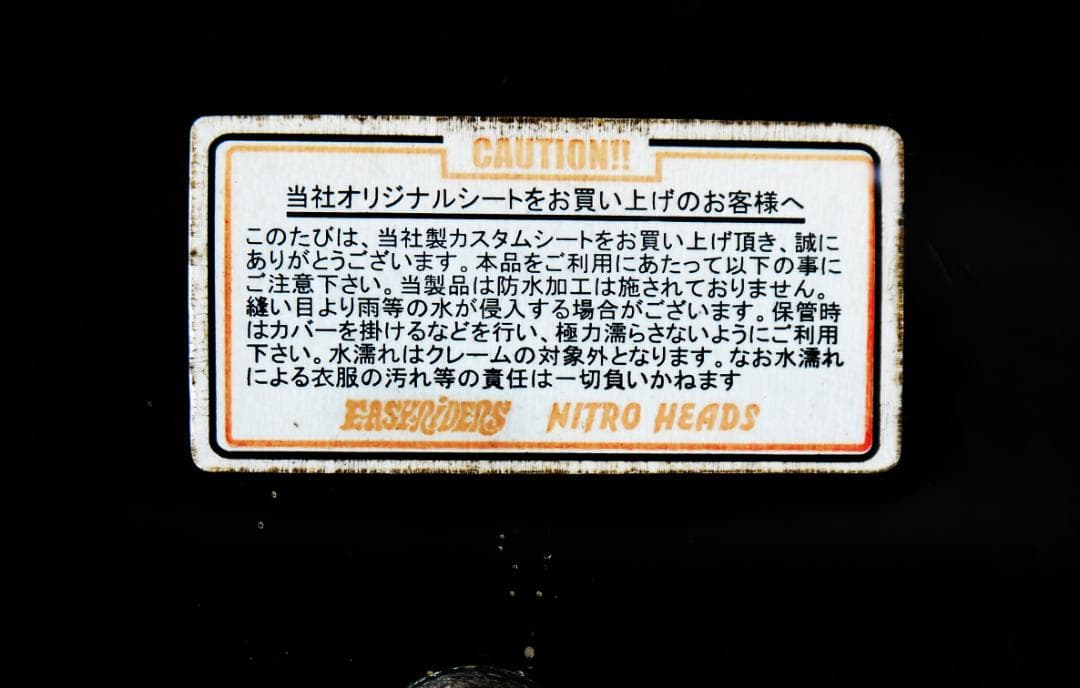 CAUTION!!
当社オリジナルシートをお買い上げのお客様へ
このたびは、当社製カスタムシートをお買い上げ頂き、誠に
ありがとうございます。本品をご利用にあたって以下の事に
ご注意下さい。当製品は防水加工は施されておりません。
縫い目より雨等の水が侵入する場合がございます。保管時
はカバーを掛けるなどを行い、極力濡らさないようにご利用
下さい。水濡れはクレームの対象外となります。なお水濡れ
による衣服の汚れ等の責任は一切負いかねます
EASYRIDERS NITRO HEADS